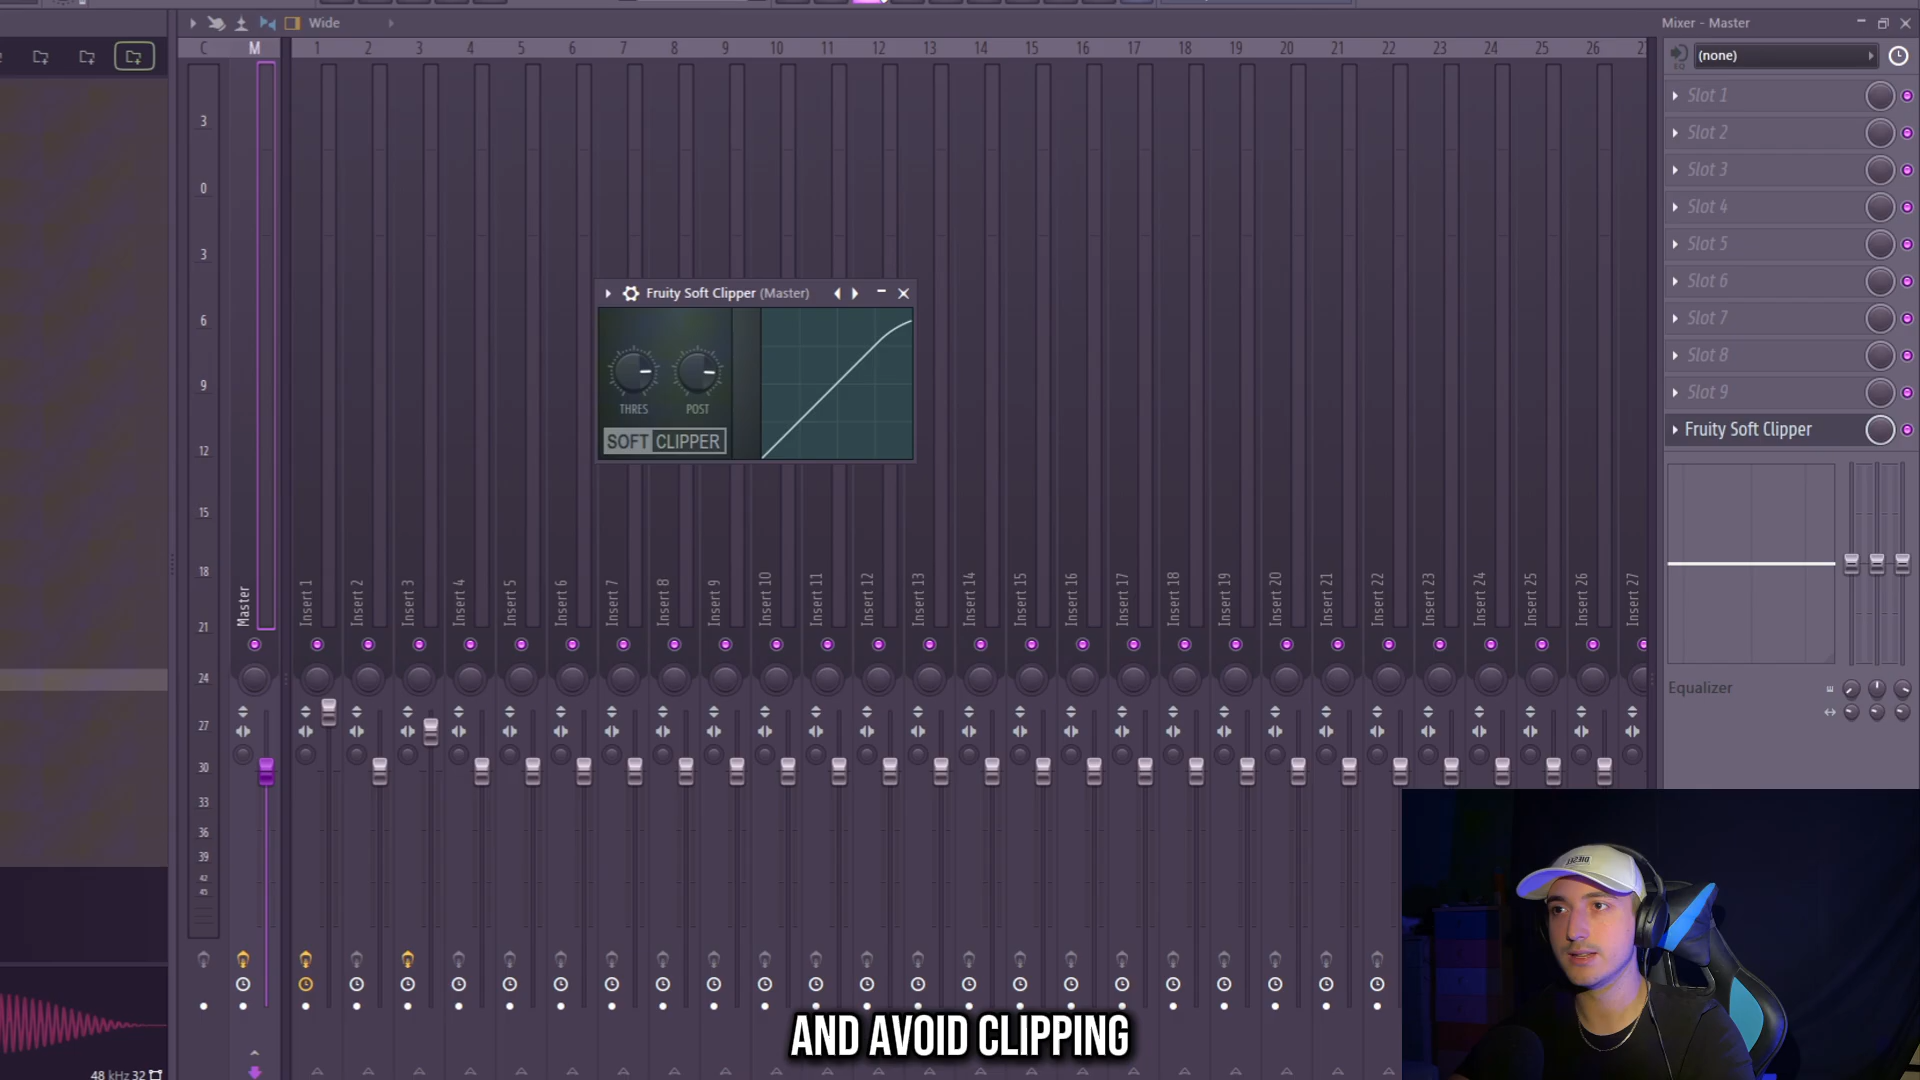 Wide
Mixer - Master
C M 1 2 3 4 5 6 7 8 9 10 11 12 13 14 15 16 17 18 19 20 21 22 23 24 25 26
(none)
EQ
Slot 1
Slot 2
Slot 3
Slot 4
Slot 5
Slot 6
Slot 7
Slot 8
Slot 9
Fruity Soft Clipper
3
0
3
6
9
12
15
18
21
24
27
30
33
36
39
42
45
Fruity Soft Clipper (Master)
THRES POST
SOFT CLIPPER
Master
Insert 1
Insert 2
Insert 3
Insert 4
Insert 5
Insert 6
Insert 7
Insert 8
Insert 9
Insert 10
Insert 11
Insert 12
Insert 13
Insert 14
Insert 15
Insert 16
Insert 17
Insert 18
Insert 19
Insert 20
Insert 21
Insert 22
Insert 23
Insert 24
Insert 25
Insert 26
Insert 27
Equalizer
DIESEL
AND AVOID CLIPPING
48 kHz 32